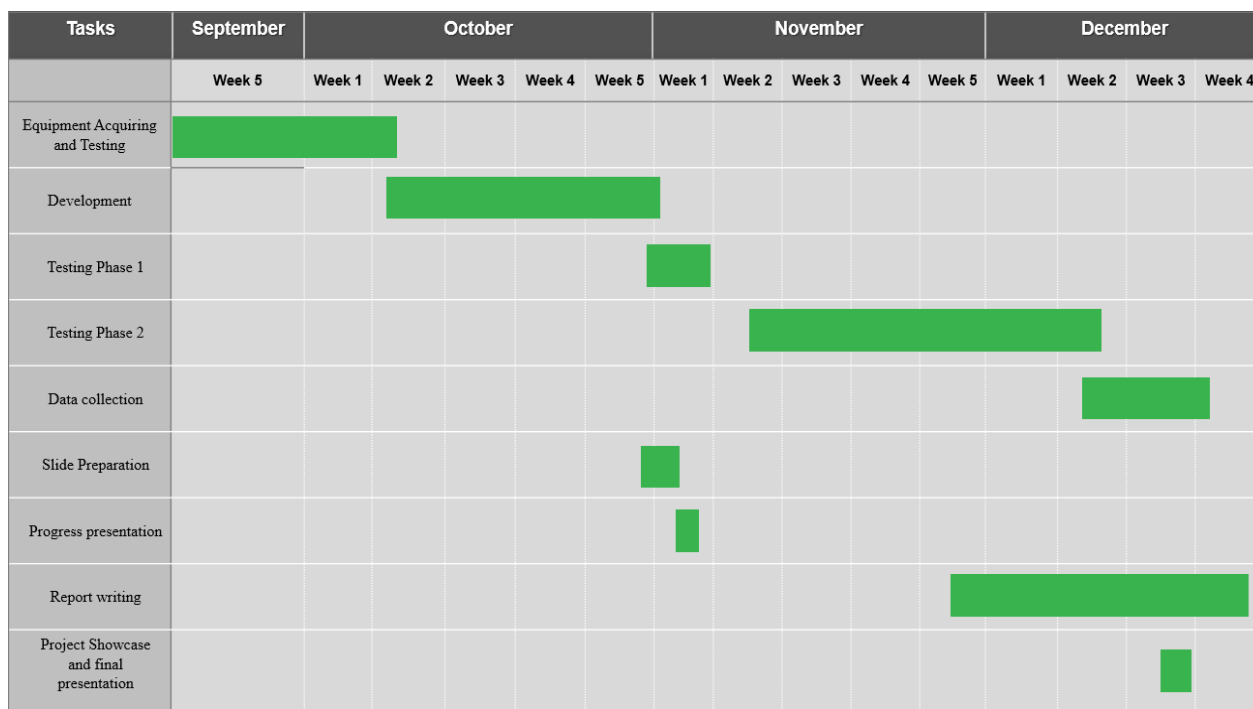 Tasks September October November December
Week 5 Week 1 Week 2 Week 3 Week 4 Week 5 Week 1 Week 2 Week 3 Week 4 Week 5 Week 1 Week 2 Week 3 Week 4
Equipment Acquiring
and Testing
Development
Testing Phase 1
Testing Phase 2
Data collection
Slide Preparation
Progress presentation
Report writing
Project Showcase
and final
presentation